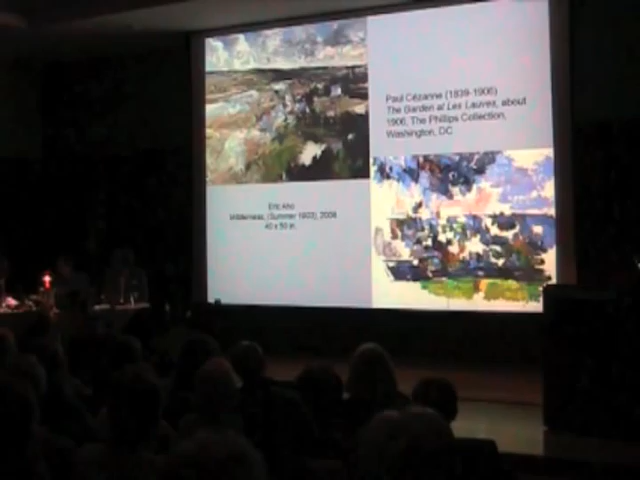 Paul Cézanne (1839-1906)
The Garden at Les Lauves, about
1906, The Phillips Collection,
Washington, DC
Eric Aho
Wilderness, (Summer 1903), 2008
40 x 50 in.